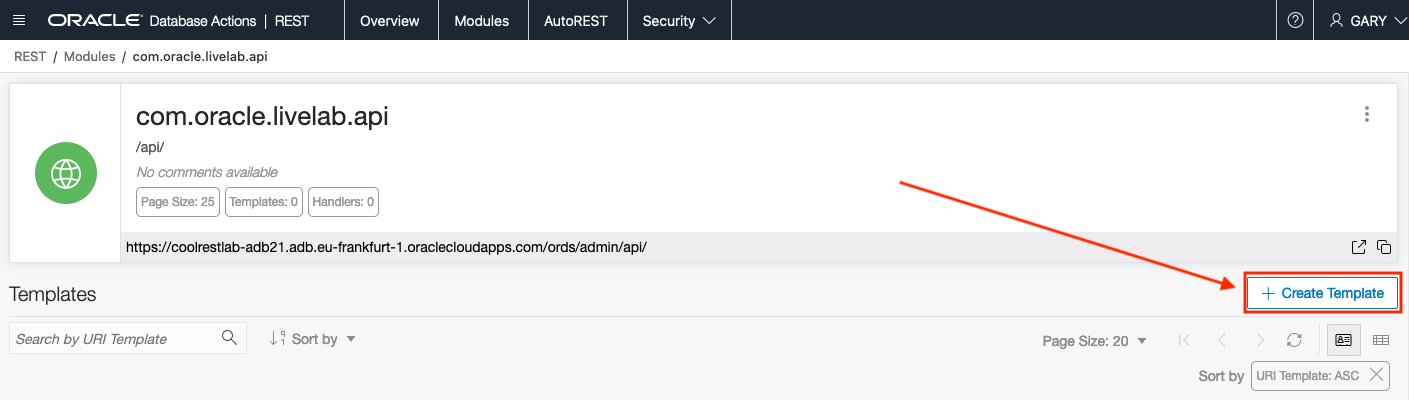 ORACLE Database Actions | REST Overview Modules AutoREST Security GARY
REST / Modules / com.oracle.livelab.api
com.oracle.livelab.api
/api/
No comments available
Page Size: 25 Templates: 0 Handlers: 0
https://coolrestlab-adb21.adb.eu-frankfurt-1.oraclecloudapps.com/ords/admin/api/
Templates + Create Template
Search by URI Template Sort by Page Size: 20
Sort by URI Template: ASC